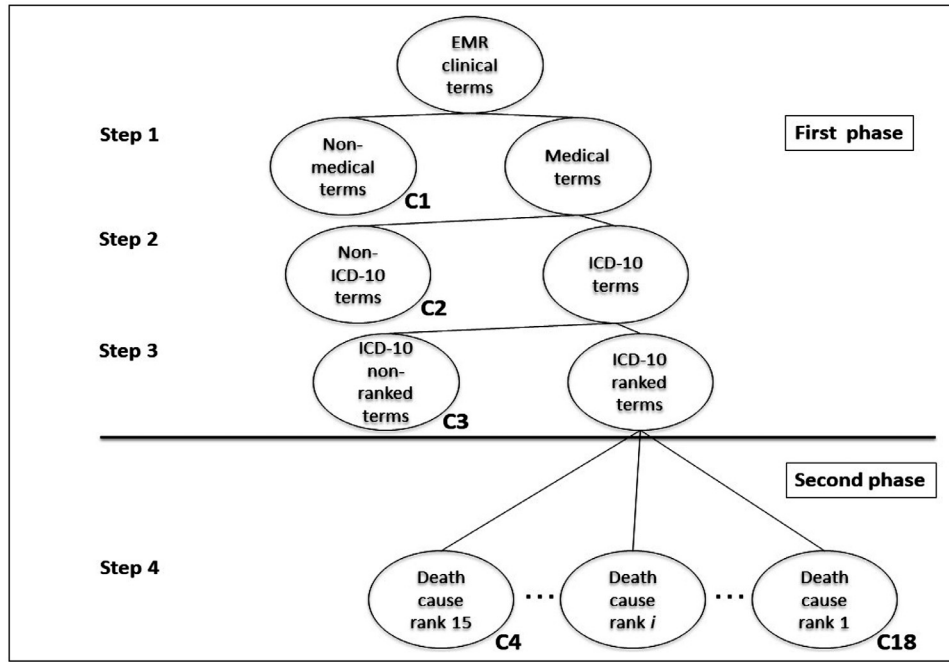 EMR
clinical
terms
Step 1
First phase
Non-
medical
terms
C1
Medical
terms
Step 2
Non-
ICD-10
terms
C2
ICD-10
terms
Step 3
ICD-10
non-
ranked
terms
C3
ICD-10
ranked
terms
Second phase
Step 4
Death
cause
rank 15
C4
...
Death
cause
rank i
...
Death
cause
rank 1
C18